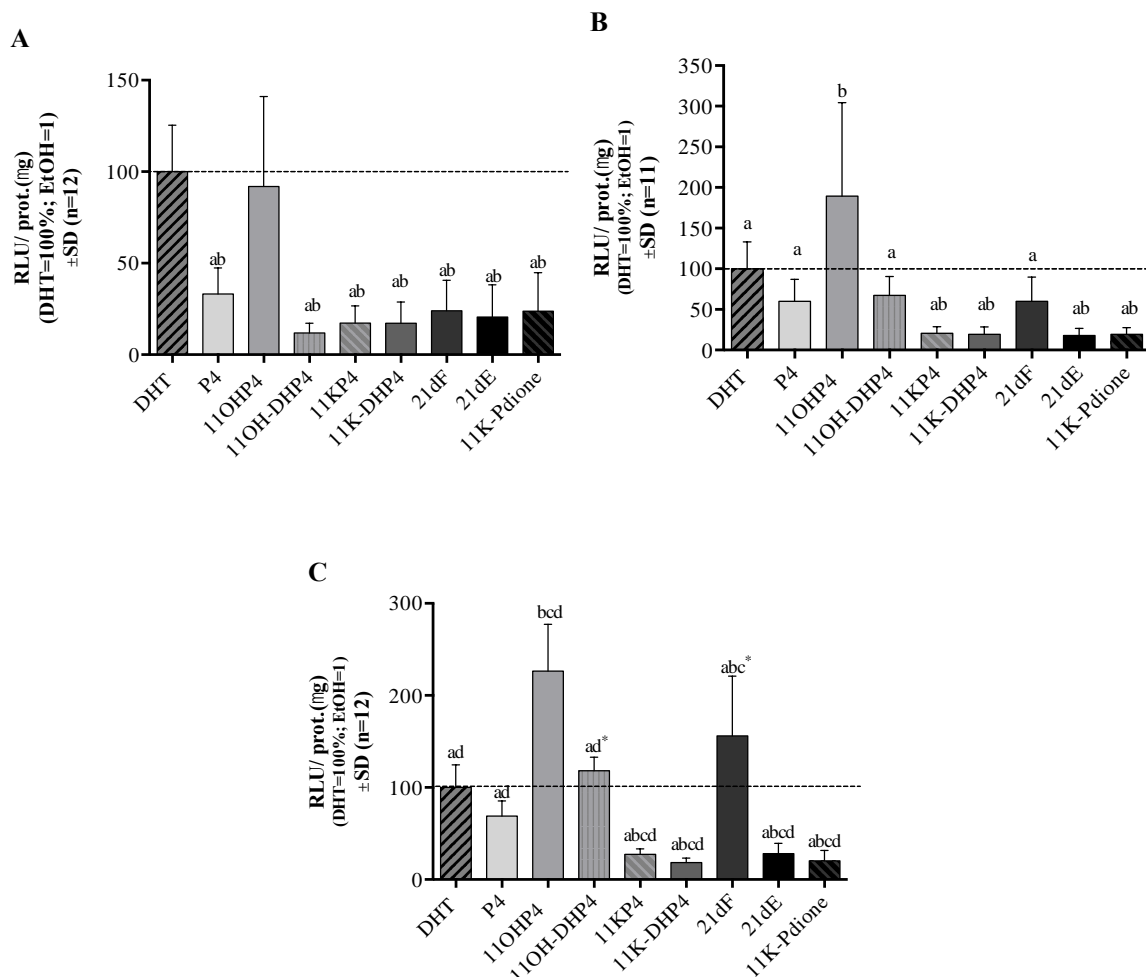 A
RLU/ prot.(mg)
(DHT=100%; EtOH=1)
±SD (n=12)
150
100
50
0
ab
ab
ab
ab
ab
ab
ab
DHT
P4
11OHP4
11OH-DHP4
11KP4
11K-DHP4
21dF
21dE
11K-Pdione
B
RLU/ prot.(mg)
(DHT=100%; EtOH=1)
±SD (n=11)
350
300
250
200
150
100
50
0
a
a
b
a
ab
ab
a
ab
ab
DHT
P4
11OHP4
11OH-DHP4
11KP4
11K-DHP4
21dF
21dE
11K-Pdione
C
RLU/ prot.(mg)
(DHT=100%; EtOH=1)
±SD (n=12)
300
200
100
0
ad
ad
bcd
ad*
abcd
abcd
abc*
abcd
abcd
DHT
P4
11OHP4
11OH-DHP4
11KP4
11K-DHP4
21dF
21dE
11K-Pdione